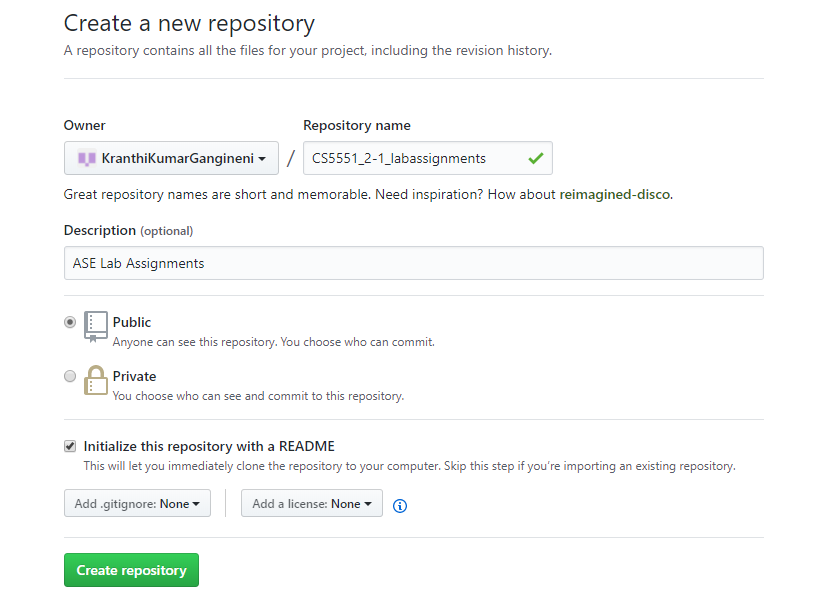 Create a new repository
A repository contains all the files for your project, including the revision history.
Owner
Repository name
KranthiKumarGangineni
/
CS5551_2-1_labassignments
Great repository names are short and memorable. Need inspiration? How about reimagined-disco.
Description (optional)
ASE Lab Assignments
Public
Anyone can see this repository. You choose who can commit.
Private
You choose who can see and commit to this repository.
Initialize this repository with a README
This will let you immediately clone the repository to your computer. Skip this step if you're importing an existing repository.
Add .gitignore: None
Add a license: None
Create repository